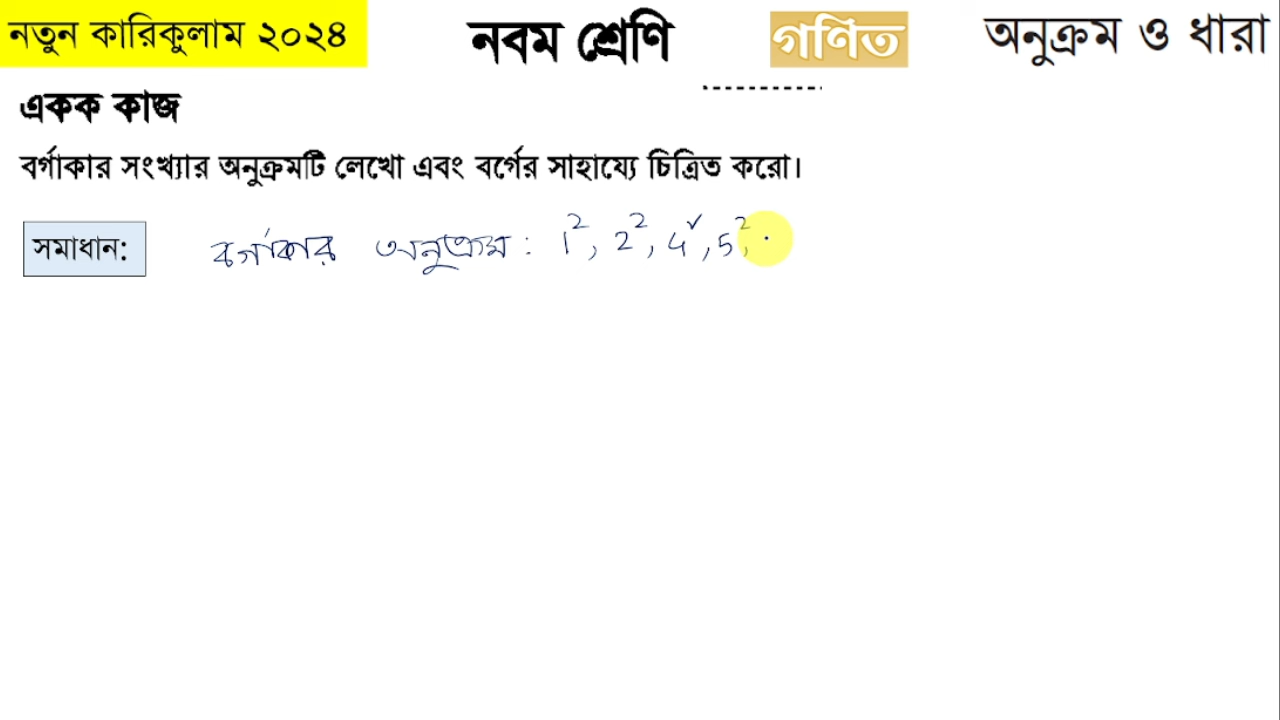 নতুন কারিকুলাম ২০২৪
নবম শ্রেণি
গণিত
অনুক্রম ও ধারা
একক কাজ
বর্গাকার সংখ্যার অনুক্রমটি লেখো এবং বর্গের সাহায্যে চিত্রিত করো।
সমাধান: বর্গাকার অনুক্রম : 1², 2², 4², 5²,